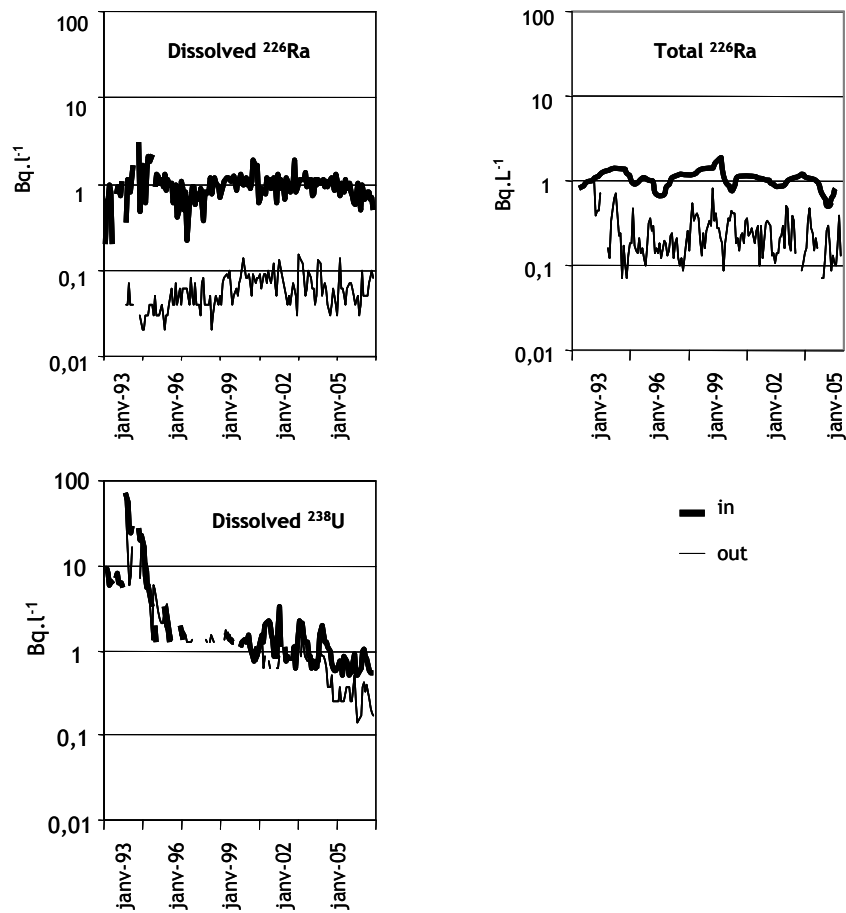 Dissolved ²²⁶Ra
100
10
1
0,1
0,01
Bq.l⁻¹
janv-93
janv-96
janv-99
janv-02
janv-05
Total ²²⁶Ra
100
10
1
0,1
0,01
Bq.L⁻¹
janv-93
janv-96
janv-99
janv-02
janv-05
Dissolved ²³⁸U
100
10
1
0,1
0,01
Bq.l⁻¹
janv-93
janv-96
janv-99
janv-02
janv-05
in
out